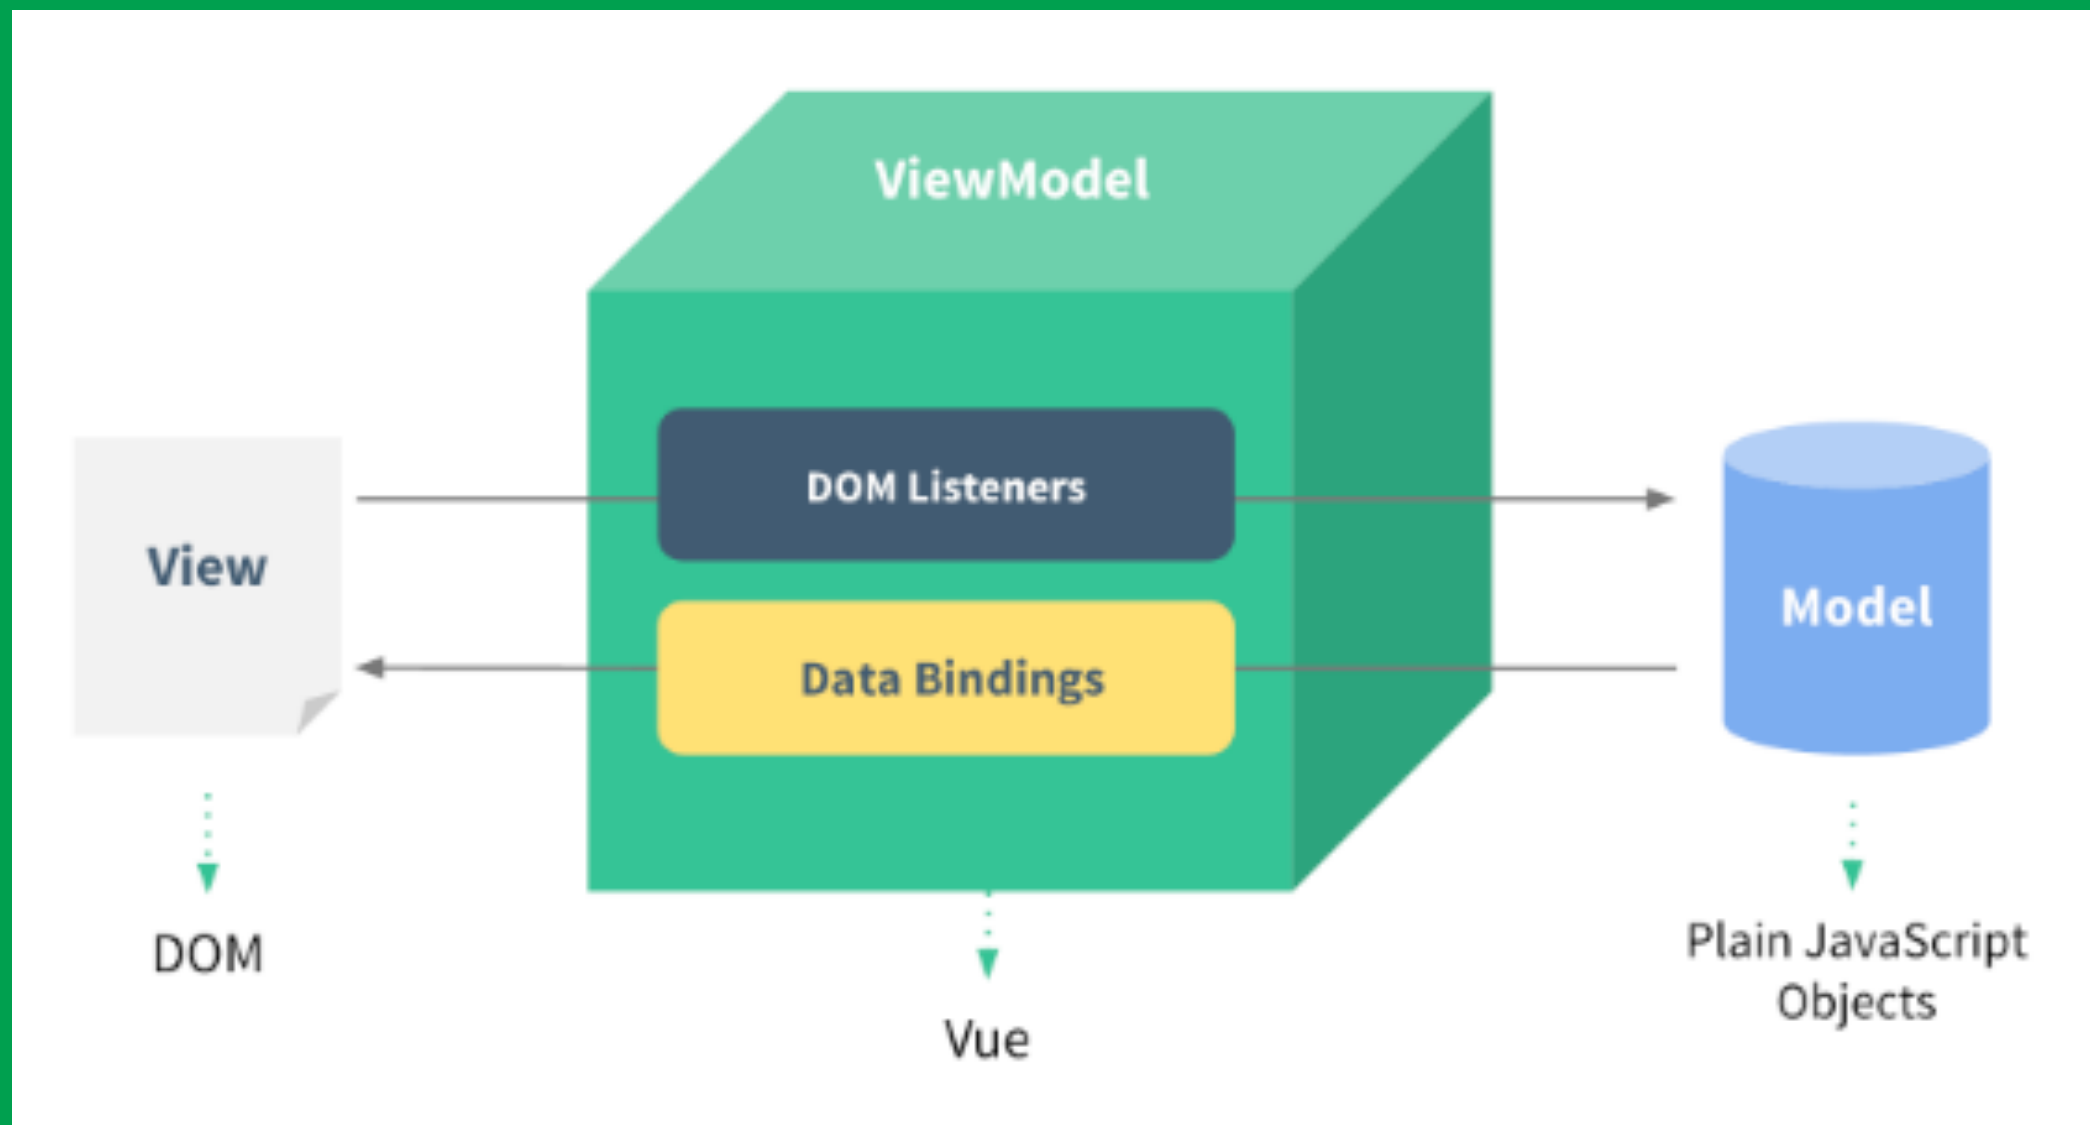 ViewModel
DOM Listeners
View
Model
Data Bindings
DOM
Plain JavaScript
Objects
Vue